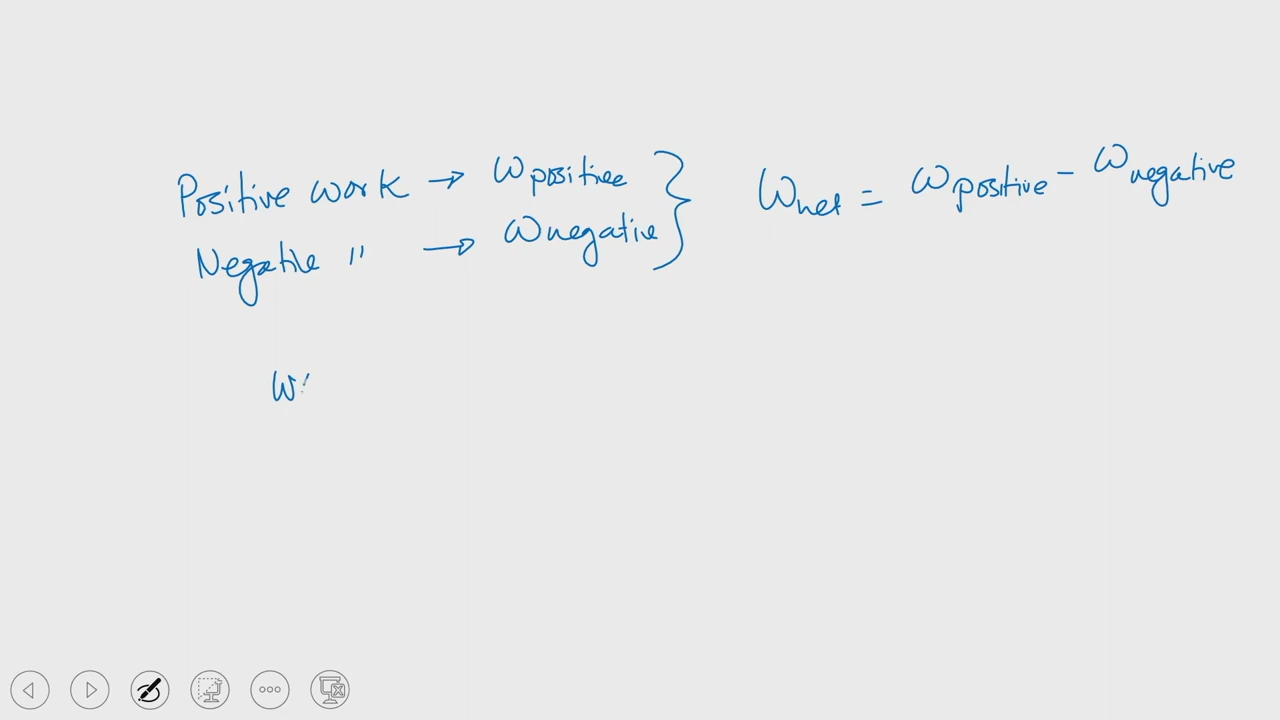 Positive work → Wpositive } Wnet = Wpositive - Wnegative
Negative " → Wnegative
W